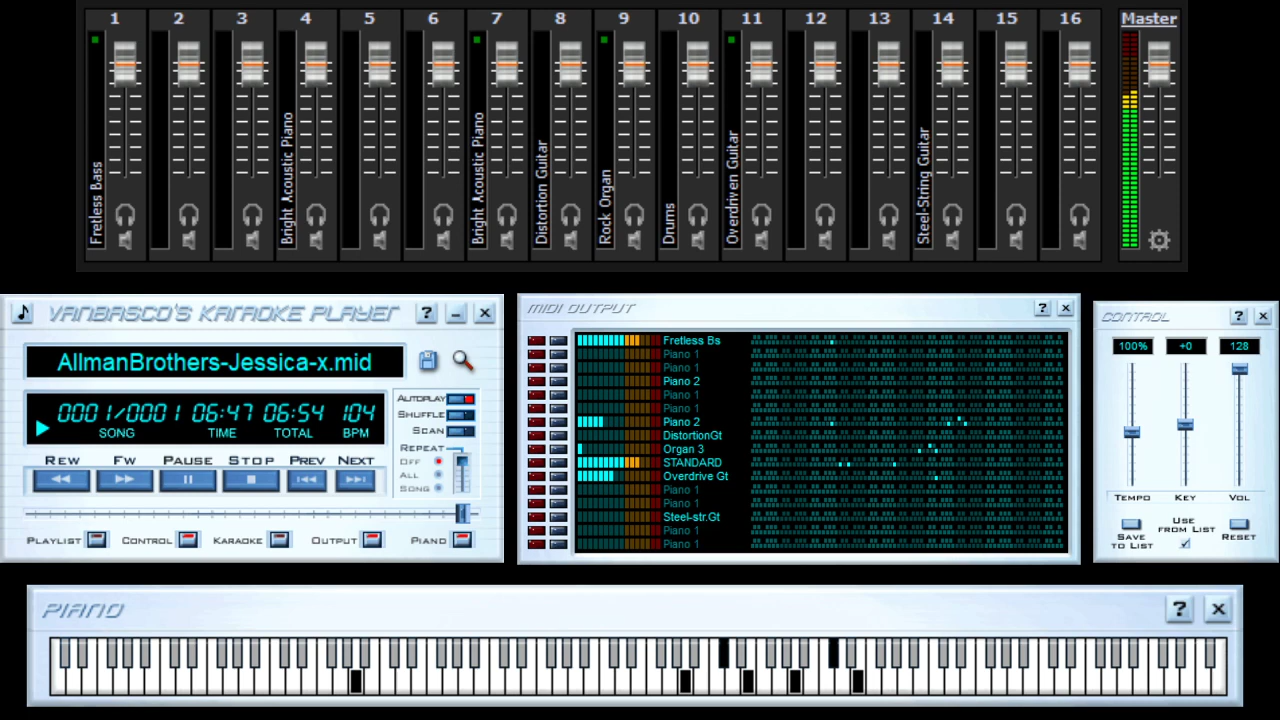 1 2 3 4 5 6 7 8 9 10 11 12 13 14 15 16 Master
Fretless Bass
Bright Acoustic Piano
Bright Acoustic Piano
Distortion Guitar
Rock Organ
Drums
Overdriven Guitar
Steel-String Guitar
VANBASCO'S KARAOKE PLAYER ?
AllmanBrothers-Jessica-x.mid
0001/0001 06:47 06:54 104
SONG TIME TOTAL BPM
AUTOPLAY
SHUFFLE
SCAN
REPEAT
OFF
ALL
SONG
REW FW PAUSE STOP PREV NEXT
PLAYLIST CONTROL KARAOKE OUTPUT PIANO
MIDI OUTPUT ?
Fretless Bs
Piano 1
Piano 1
Piano 2
Piano 1
Piano 1
Piano 2
DistortionGt
Organ 3
STANDARD
Overdrive Gt
Piano 1
Piano 1
Steel-str.Gt
Piano 1
Piano 1
CONTROL ?
100% +0 128
TEMPO KEY VOL
SAVE TO LIST
USE FROM LIST
RESET
PIANO ?